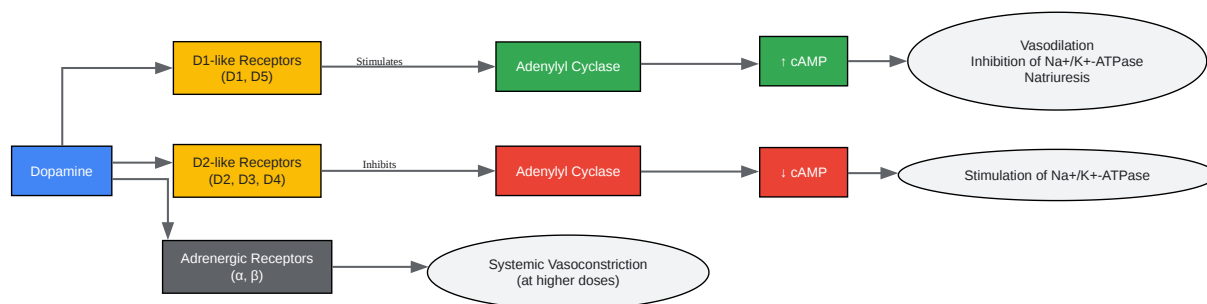 D1-like Receptors
(D1, D5)
Stimulates
Adenylyl Cyclase
↑ cAMP
Vasodilation
Inhibition of Na+/K+-ATPase
Natriuresis
Dopamine
D2-like Receptors
(D2, D3, D4)
Inhibits
Adenylyl Cyclase
↓ cAMP
Stimulation of Na+/K+-ATPase
Adrenergic Receptors
(α, β)
Systemic Vasoconstriction
(at higher doses)